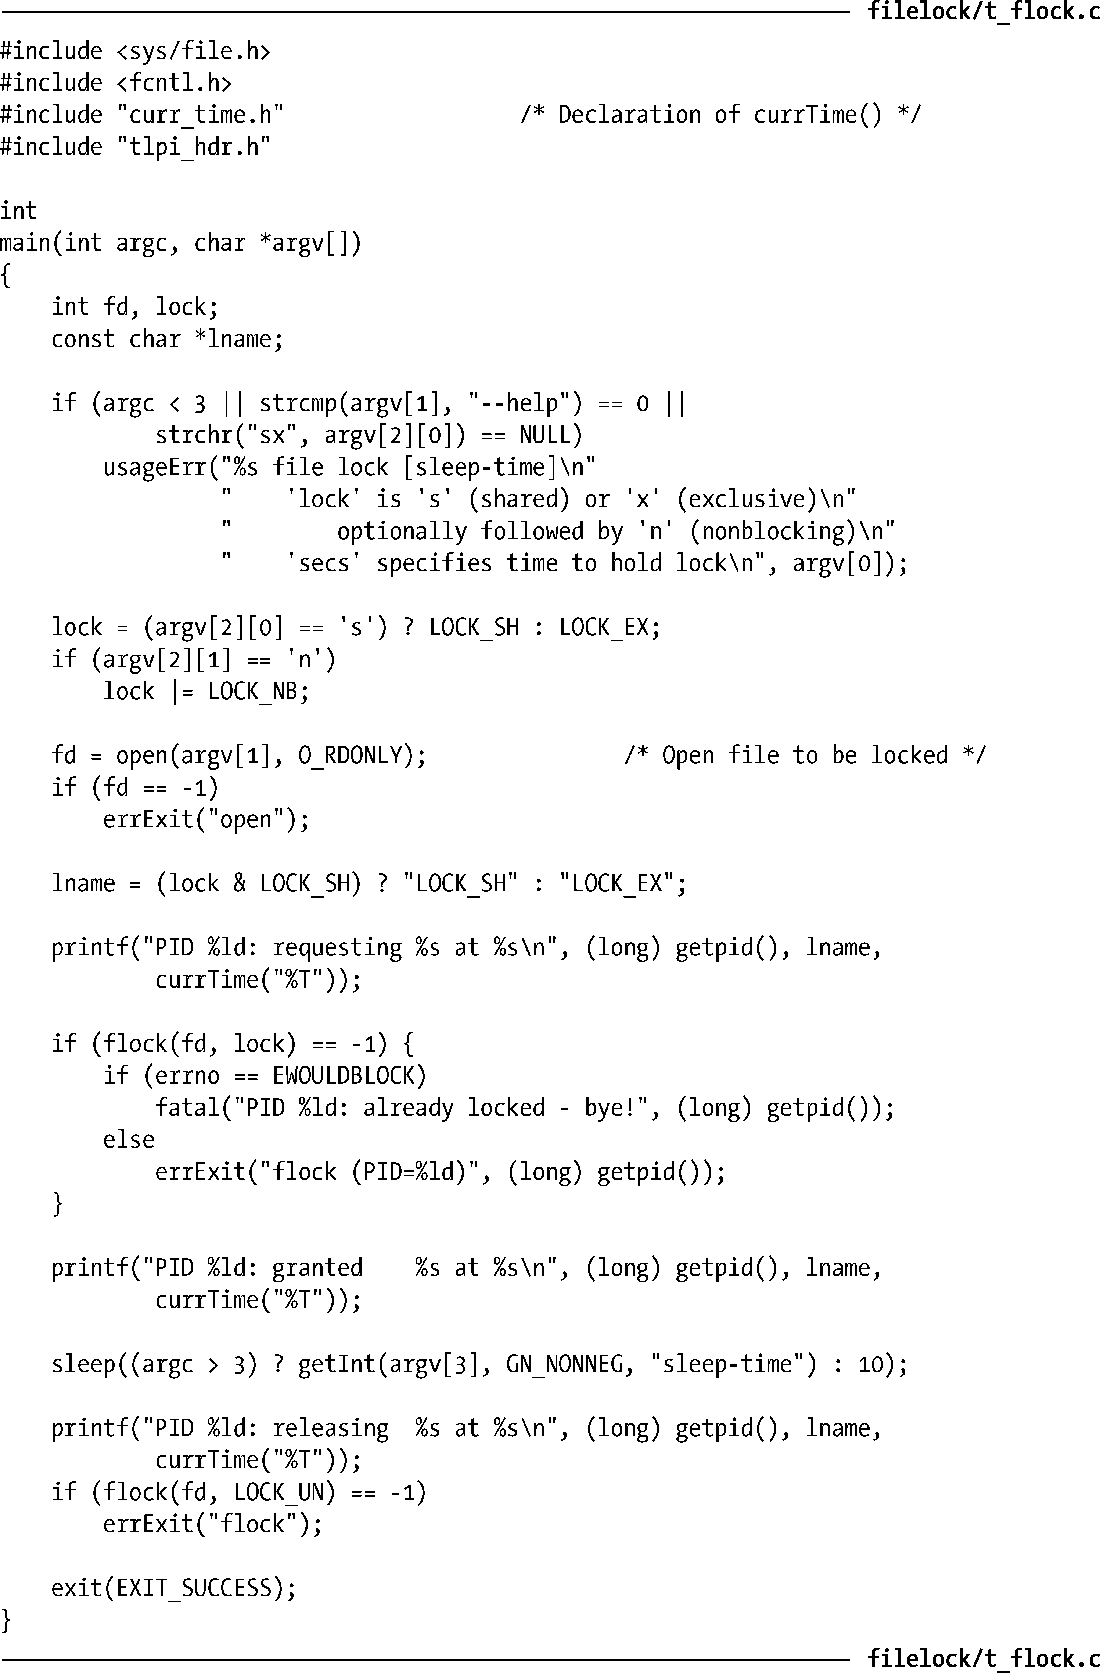 filelock/t_flock.c
#include <sys/file.h>
#include <fcntl.h>
#include "curr_time.h"                  /* Declaration of currTime() */
#include "tlpi_hdr.h"

int
main(int argc, char *argv[])
{
    int fd, lock;
    const char *lname;

    if (argc < 3 || strcmp(argv[1], "--help") == 0 ||
            strchr("sx", argv[2][0]) == NULL)
        usageErr("%s file lock [sleep-time]\n"
                 "    'lock' is 's' (shared) or 'x' (exclusive)\n"
                 "        optionally followed by 'n' (nonblocking)\n"
                 "    'secs' specifies time to hold lock\n", argv[0]);

    lock = (argv[2][0] == 's') ? LOCK_SH : LOCK_EX;
    if (argv[2][1] == 'n')
        lock |= LOCK_NB;

    fd = open(argv[1], O_RDONLY);               /* Open file to be locked */
    if (fd == -1)
        errExit("open");

    lname = (lock & LOCK_SH) ? "LOCK_SH" : "LOCK_EX";

    printf("PID %ld: requesting %s at %s\n", (long) getpid(), lname,
            currTime("%T"));

    if (flock(fd, lock) == -1) {
        if (errno == EWOULDBLOCK)
            fatal("PID %ld: already locked - bye!", (long) getpid());
        else
            errExit("flock (PID=%ld)", (long) getpid());
    }

    printf("PID %ld: granted    %s at %s\n", (long) getpid(), lname,
            currTime("%T"));

    sleep((argc > 3) ? getInt(argv[3], GN_NONNEG, "sleep-time") : 10);

    printf("PID %ld: releasing  %s at %s\n", (long) getpid(), lname,
            currTime("%T"));
    if (flock(fd, LOCK_UN) == -1)
        errExit("flock");

    exit(EXIT_SUCCESS);
}
filelock/t_flock.c